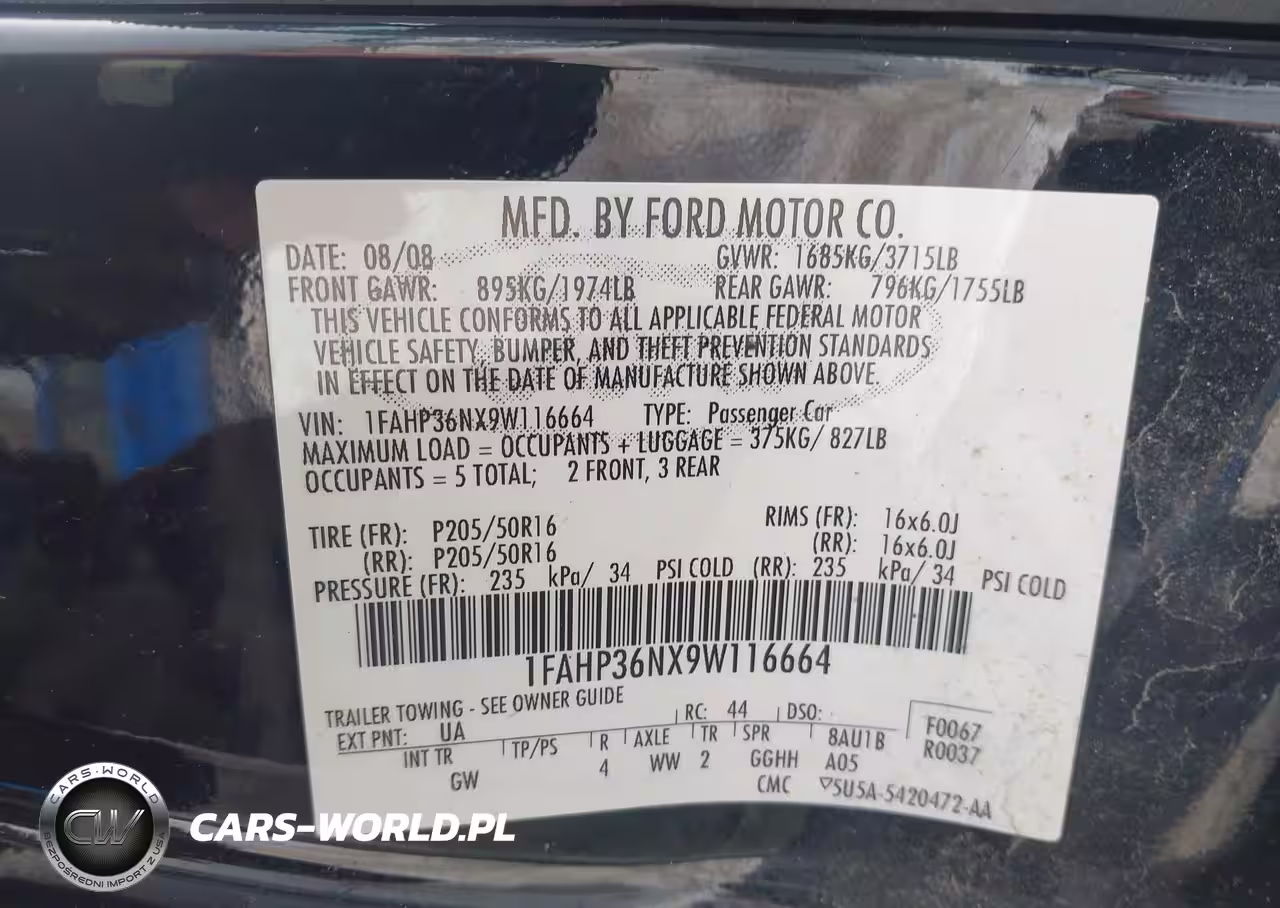 MFD. BY FORD MOTOR CO.
DATE: 08/08 GVWR: 1685KG/3715LB
FRONT GAWR: 895KG/1974LB REAR GAWR: 796KG/1755LB
THIS VEHICLE CONFORMS TO ALL APPLICABLE FEDERAL MOTOR
VEHICLE SAFETY, BUMPER, AND THEFT PREVENTION STANDARDS
IN EFFECT ON THE DATE OF MANUFACTURE SHOWN ABOVE.
VIN: 1FAHP36NX9W116664 TYPE: Passenger Car
MAXIMUM LOAD = OCCUPANTS + LUGGAGE = 375KG/ 827LB
OCCUPANTS = 5 TOTAL; 2 FRONT, 3 REAR
TIRE (FR): P205/50R16 RIMS (FR): 16x6.0J
(RR): P205/50R16 (RR): 16x6.0J
PRESSURE (FR): 235 kPa/ 34 PSI COLD (RR): 235 kPa/ 34 PSI COLD
1FAHP36NX9W116664
TRAILER TOWING - SEE OWNER GUIDE
EXT PNT: UA RC: 44 DSO: F0067
INT TR TP/PS R AXLE TR SPR 8AU1B R0037
GW 4 WW 2 GGHH A05
CMC ▽5U5A-5420472-AA
CARS-WORLD
CW
BEZPOŚREDNI IMPORT Z USA
CARS-WORLD.PL